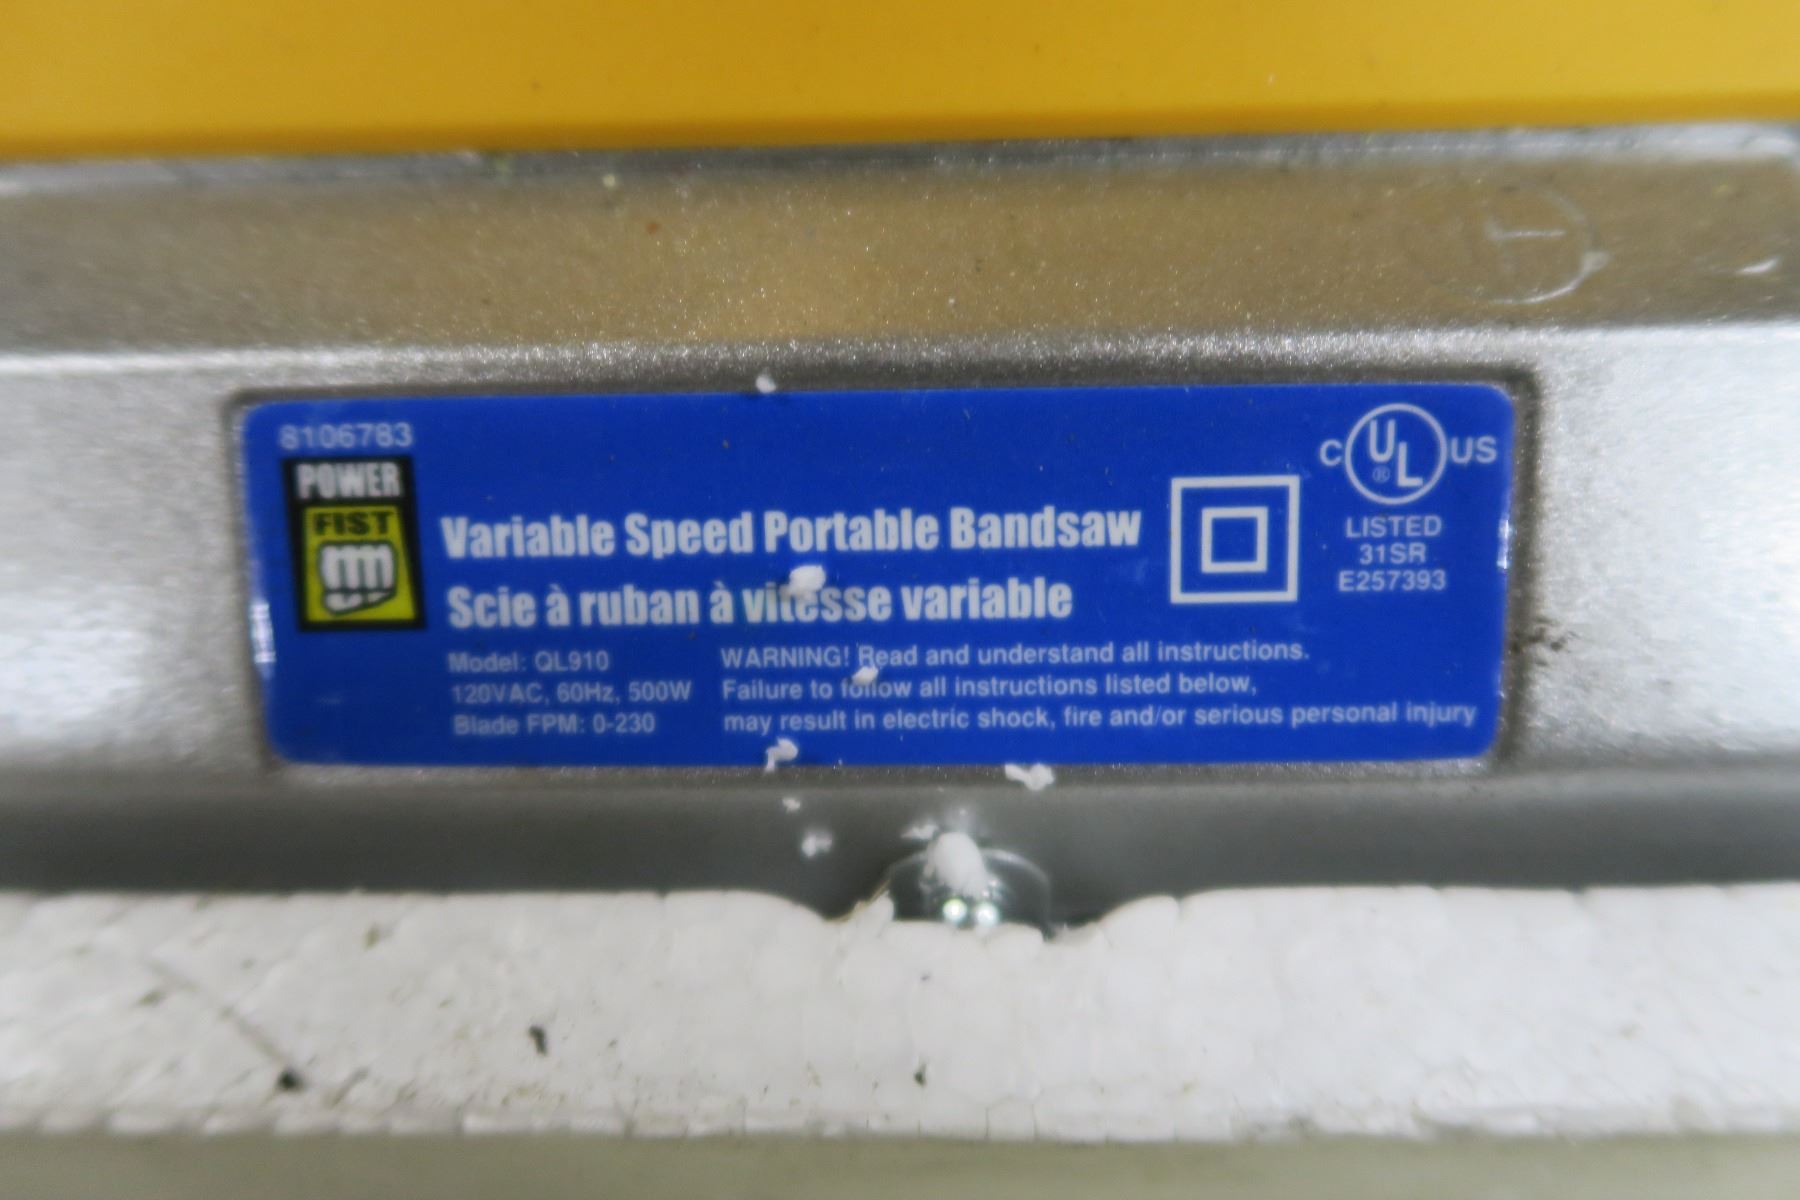 8106783
POWER
FIST
Variable Speed Portable Bandsaw
Scie à ruban à vitesse variable
Model: QL910
120VAC, 60Hz, 500W
Blade FPM: 0-230
WARNING! Read and understand all instructions.
Failure to follow all instructions listed below,
may result in electric shock, fire and/or serious personal injury
C UL® US
LISTED
31SR
E257393